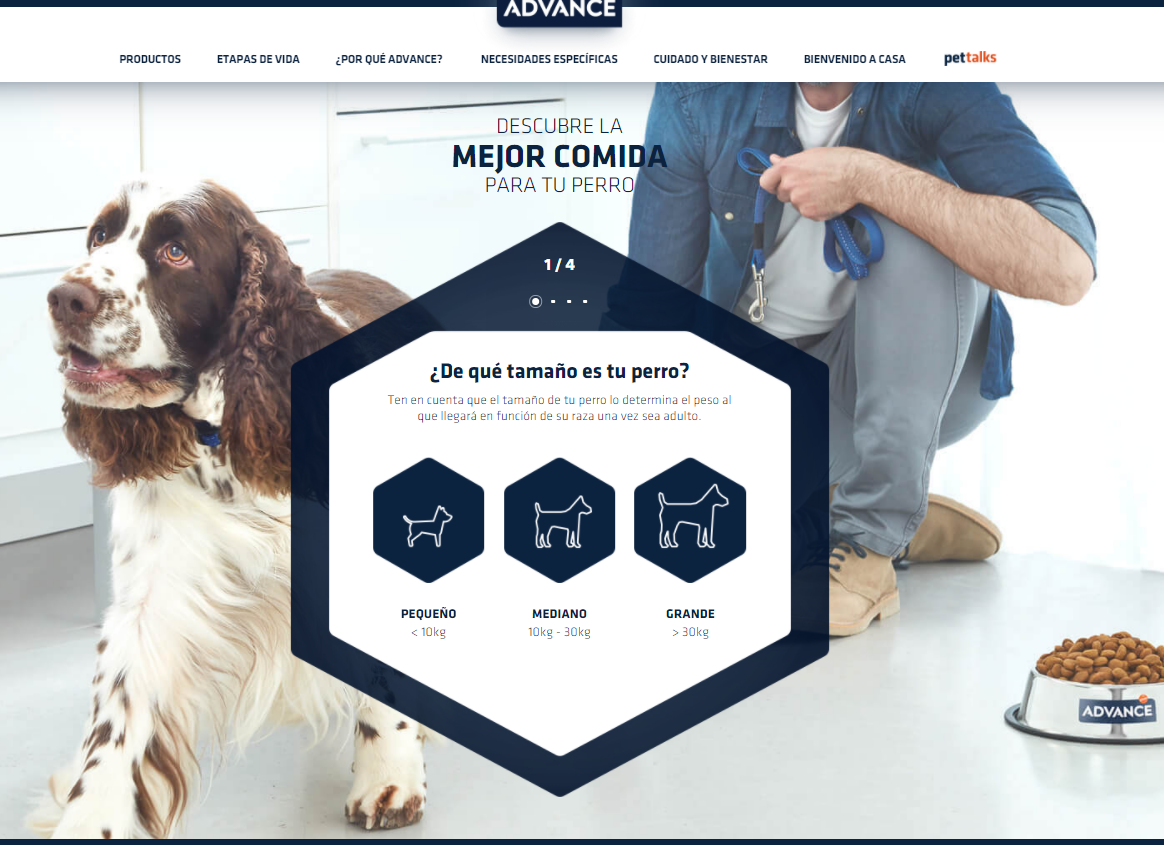 ADVANCE
PRODUCTOS ETAPAS DE VIDA ¿POR QUÉ ADVANCE? NECESIDADES ESPECÍFICAS CUIDADO Y BIENESTAR BIENVENIDO A CASA pettalks
DESCUBRE LA
MEJOR COMIDA
PARA TU PERRO
1 / 4
¿De qué tamaño es tu perro?
Ten en cuenta que el tamaño de tu perro lo determina el peso al
que llegará en función de su raza una vez sea adulto.
PEQUEÑO MEDIANO GRANDE
< 10kg 10kg - 30kg > 30kg
ADVANCE